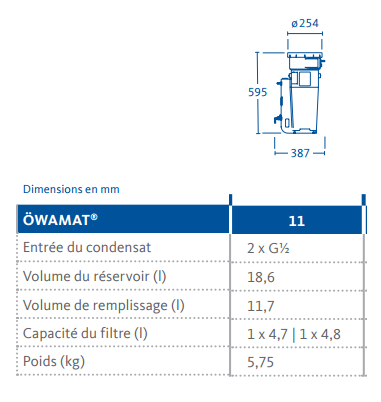 ø254
595
387
Dimensions en mm
ÖWAMAT® 11
Entrée du condensat 2 x G½
Volume du réservoir (l) 18,6
Volume de remplissage (l) 11,7
Capacité du filtre (l) 1 x 4,7 | 1 x 4,8
Poids (kg) 5,75